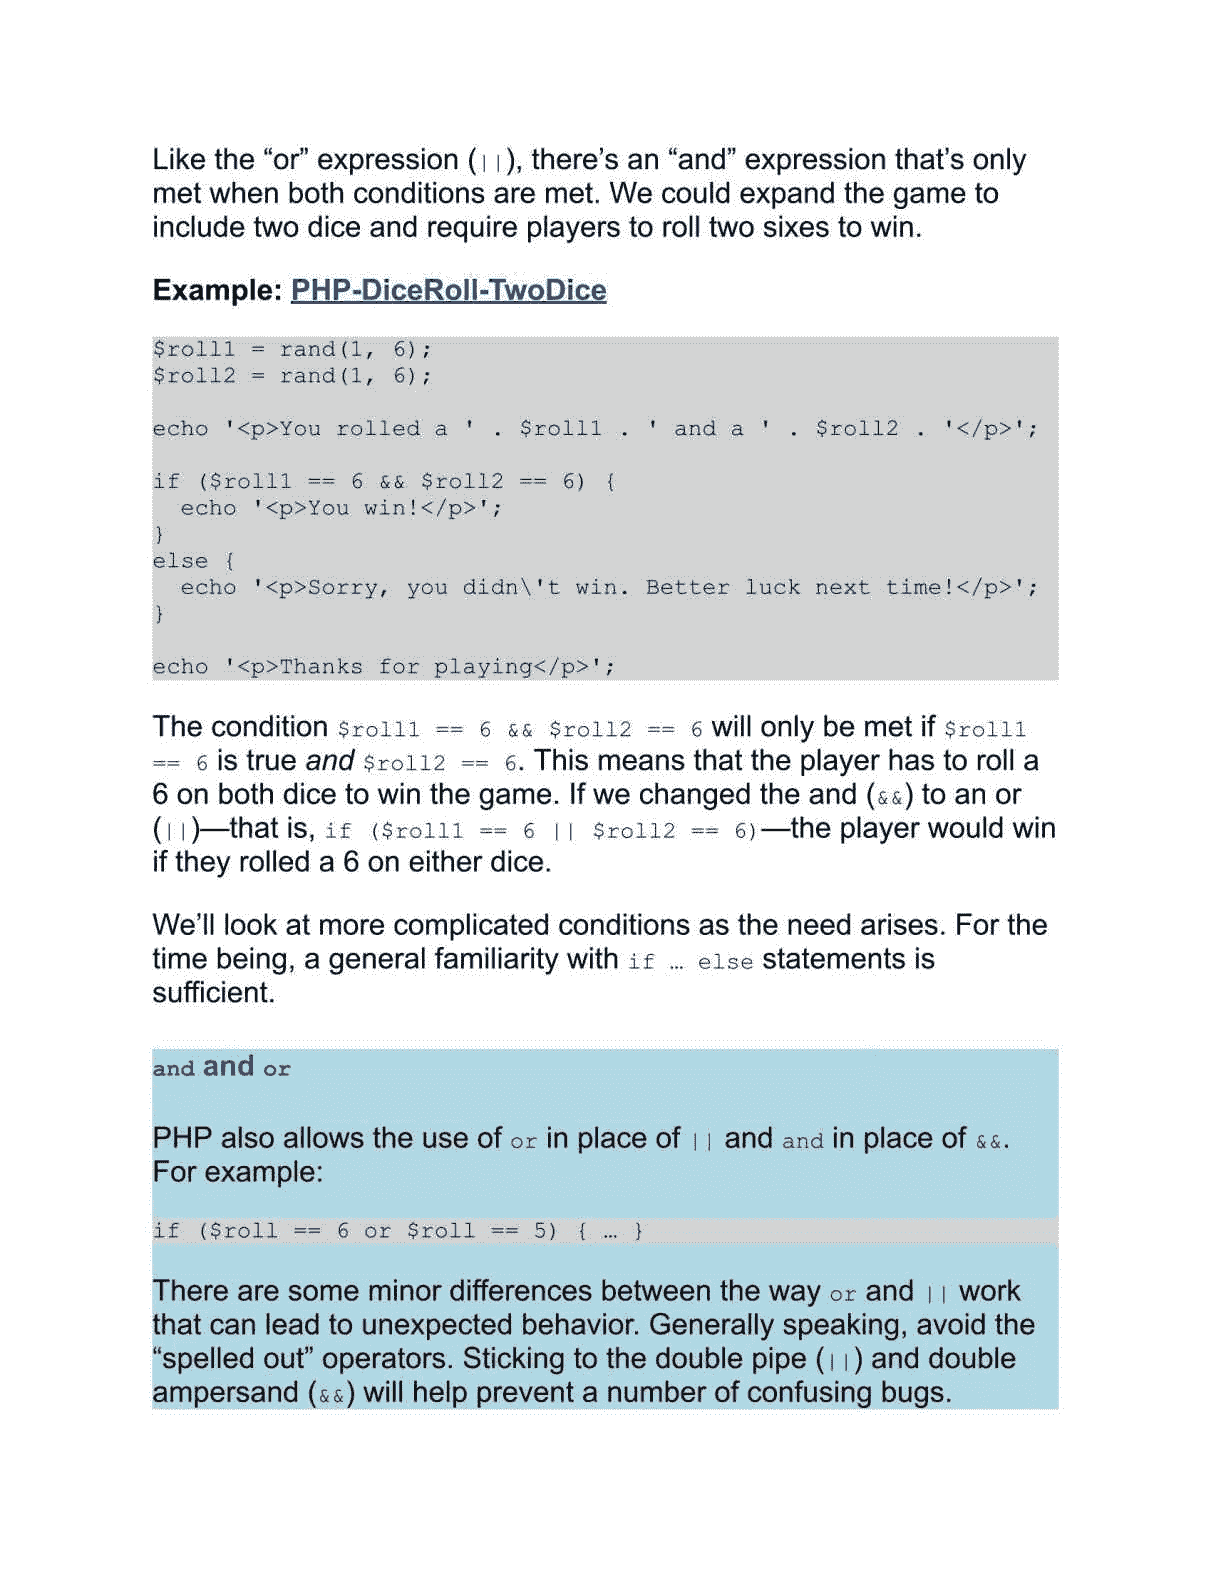 Like the “or” expression (||), there’s an “and” expression that’s only
met when both conditions are met. We could expand the game to
include two dice and require players to roll two sixes to win.
Example: PHP-DiceRoll-TwoDice
$roll1 = rand(1, 6);
$roll2 = rand(1, 6);
echo '<p>You rolled a ' . $roll1 . ' and a ' . $roll2 . '</p>';
if ($roll1 == 6 && $roll2 == 6) {
  echo '<p>You win!</p>';
}
else {
  echo '<p>Sorry, you didn\'t win. Better luck next time!</p>';
}
echo '<p>Thanks for playing</p>';
The condition $roll1 == 6 && $roll2 == 6 will only be met if $roll1
== 6 is true and $roll2 == 6. This means that the player has to roll a
6 on both dice to win the game. If we changed the and (&&) to an or
(||)—that is, if ($roll1 == 6 || $roll2 == 6)—the player would win
if they rolled a 6 on either dice.
We’ll look at more complicated conditions as the need arises. For the
time being, a general familiarity with if … else statements is
sufficient.
and and or
PHP also allows the use of or in place of || and and in place of &&.
For example:
if ($roll == 6 or $roll == 5) { … }
There are some minor differences between the way or and || work
that can lead to unexpected behavior. Generally speaking, avoid the
“spelled out” operators. Sticking to the double pipe (||) and double
ampersand (&&) will help prevent a number of confusing bugs.